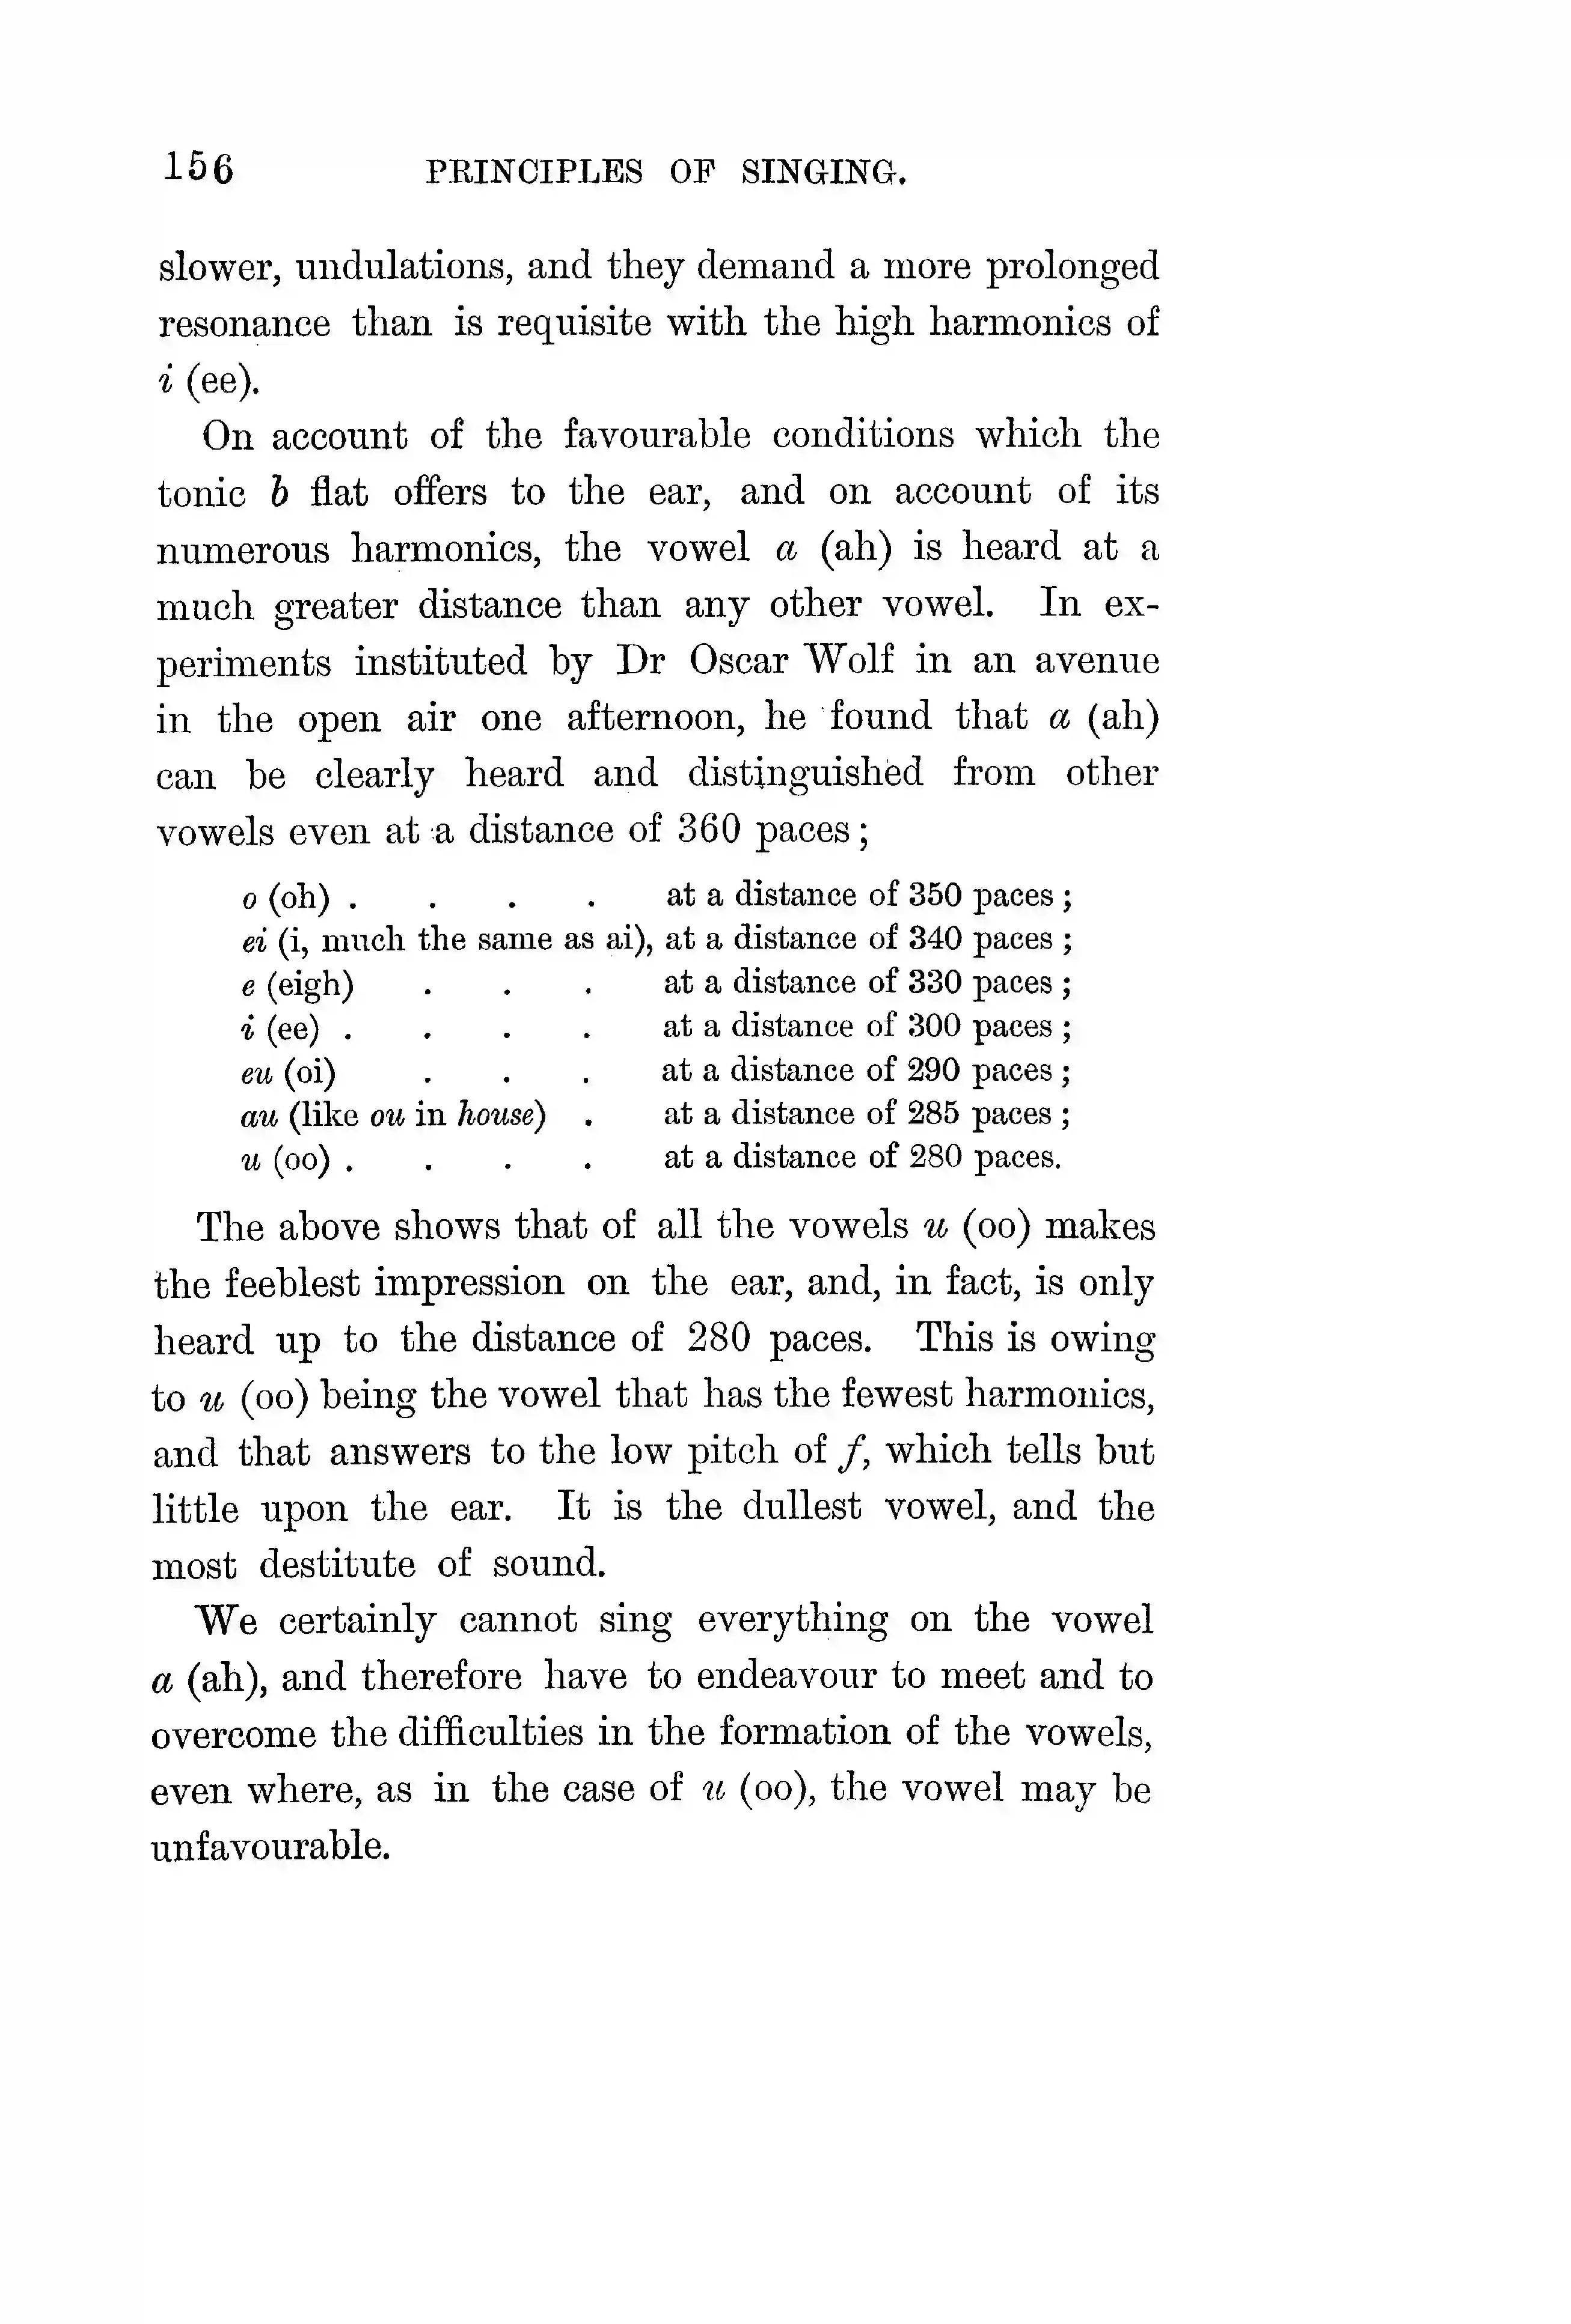 156 PRINCIPLES OF SINGING.
slower, undulations, and they demand a more prolonged
resonance than is requisite with the high harmonics of
i (ee).
On account of the favourable conditions which the
tonic b flat offers to the ear, and on account of its
numerous harmonics, the vowel a (ah) is heard at a
much greater distance than any other vowel. In ex-
periments instituted by Dr Oscar Wolf in an avenue
in the open air one afternoon, he found that a (ah)
can be clearly heard and distinguished from other
vowels even at a distance of 360 paces;
o (oh) . . . . at a distance of 350 paces;
ei (i, much the same as ai), at a distance of 340 paces;
e (eigh) . . . at a distance of 330 paces;
i (ee) . . . . at a distance of 300 paces;
eu (oi) . . . at a distance of 290 paces;
au (like ou in house) . at a distance of 285 paces;
u (oo) . . . . at a distance of 280 paces.
The above shows that of all the vowels u (oo) makes
the feeblest impression on the ear, and, in fact, is only
heard up to the distance of 280 paces. This is owing
to u (oo) being the vowel that has the fewest harmonics,
and that answers to the low pitch of f, which tells but
little upon the ear. It is the dullest vowel, and the
most destitute of sound.
We certainly cannot sing everything on the vowel
a (ah), and therefore have to endeavour to meet and to
overcome the difficulties in the formation of the vowels,
even where, as in the case of u (oo), the vowel may be
unfavourable.